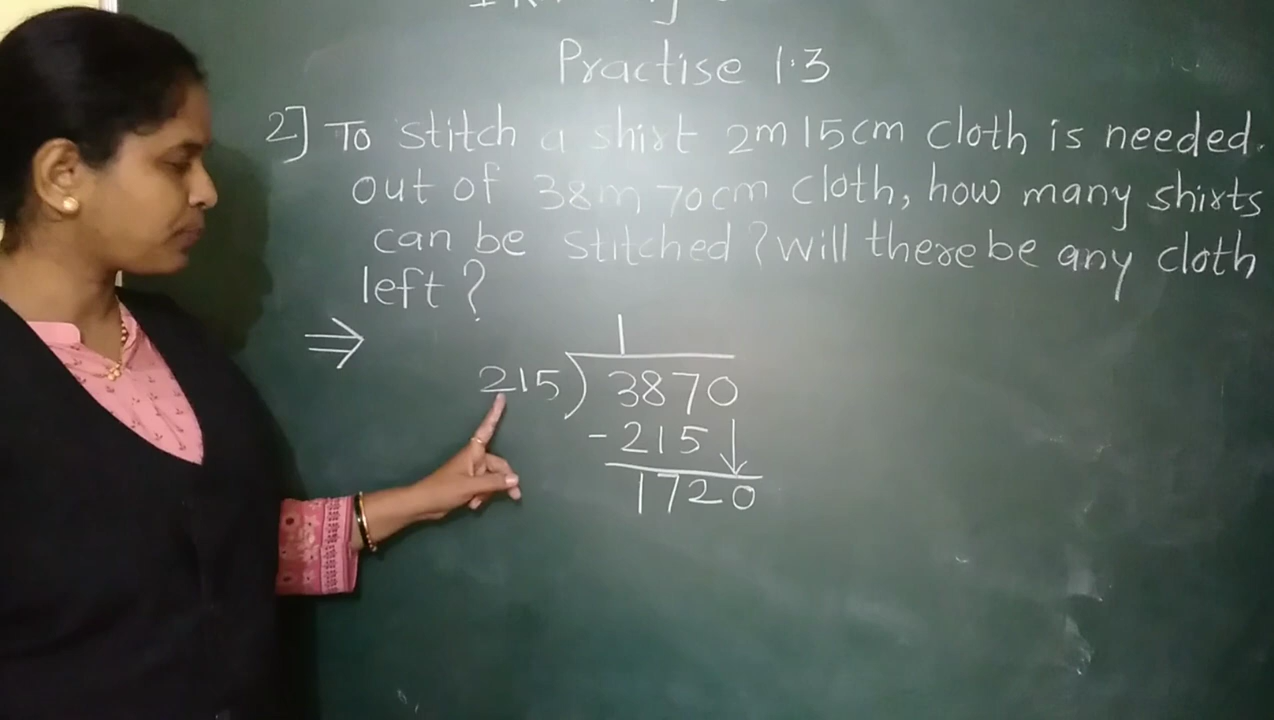 Practise 1.3
2] To stitch a shirt 2m 15cm cloth is needed.
out of 38m 70cm cloth, how many shirts
can be stitched? will there be any cloth
left?
⇒
1
215) 3870
-215↓
1720